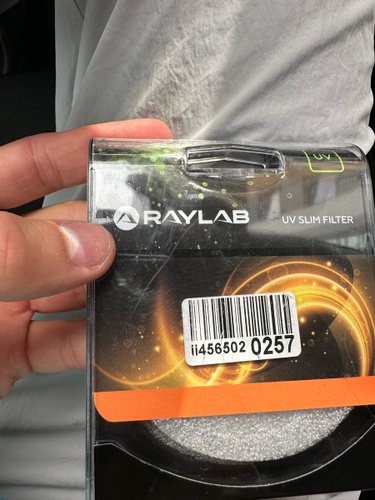 UV
RAYLAB
UV SLIM FILTER
ii456502 0257